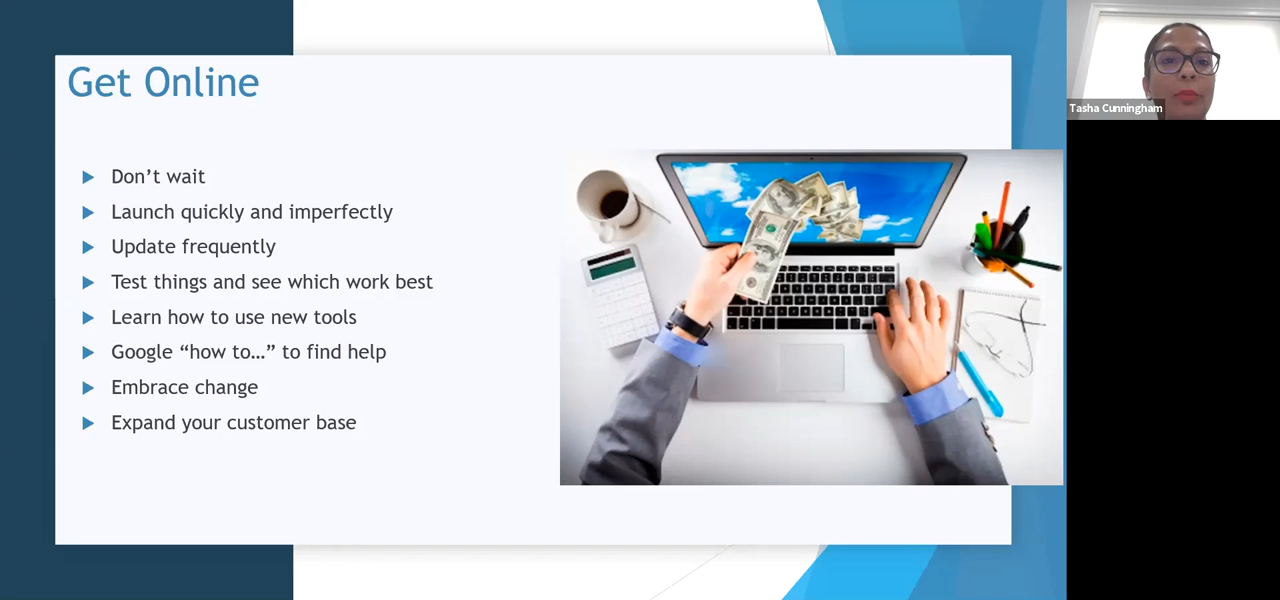 Get Online
Don’t wait
Launch quickly and imperfectly
Update frequently
Test things and see which work best
Learn how to use new tools
Google “how to…” to find help
Embrace change
Expand your customer base
Tasha Cunningham